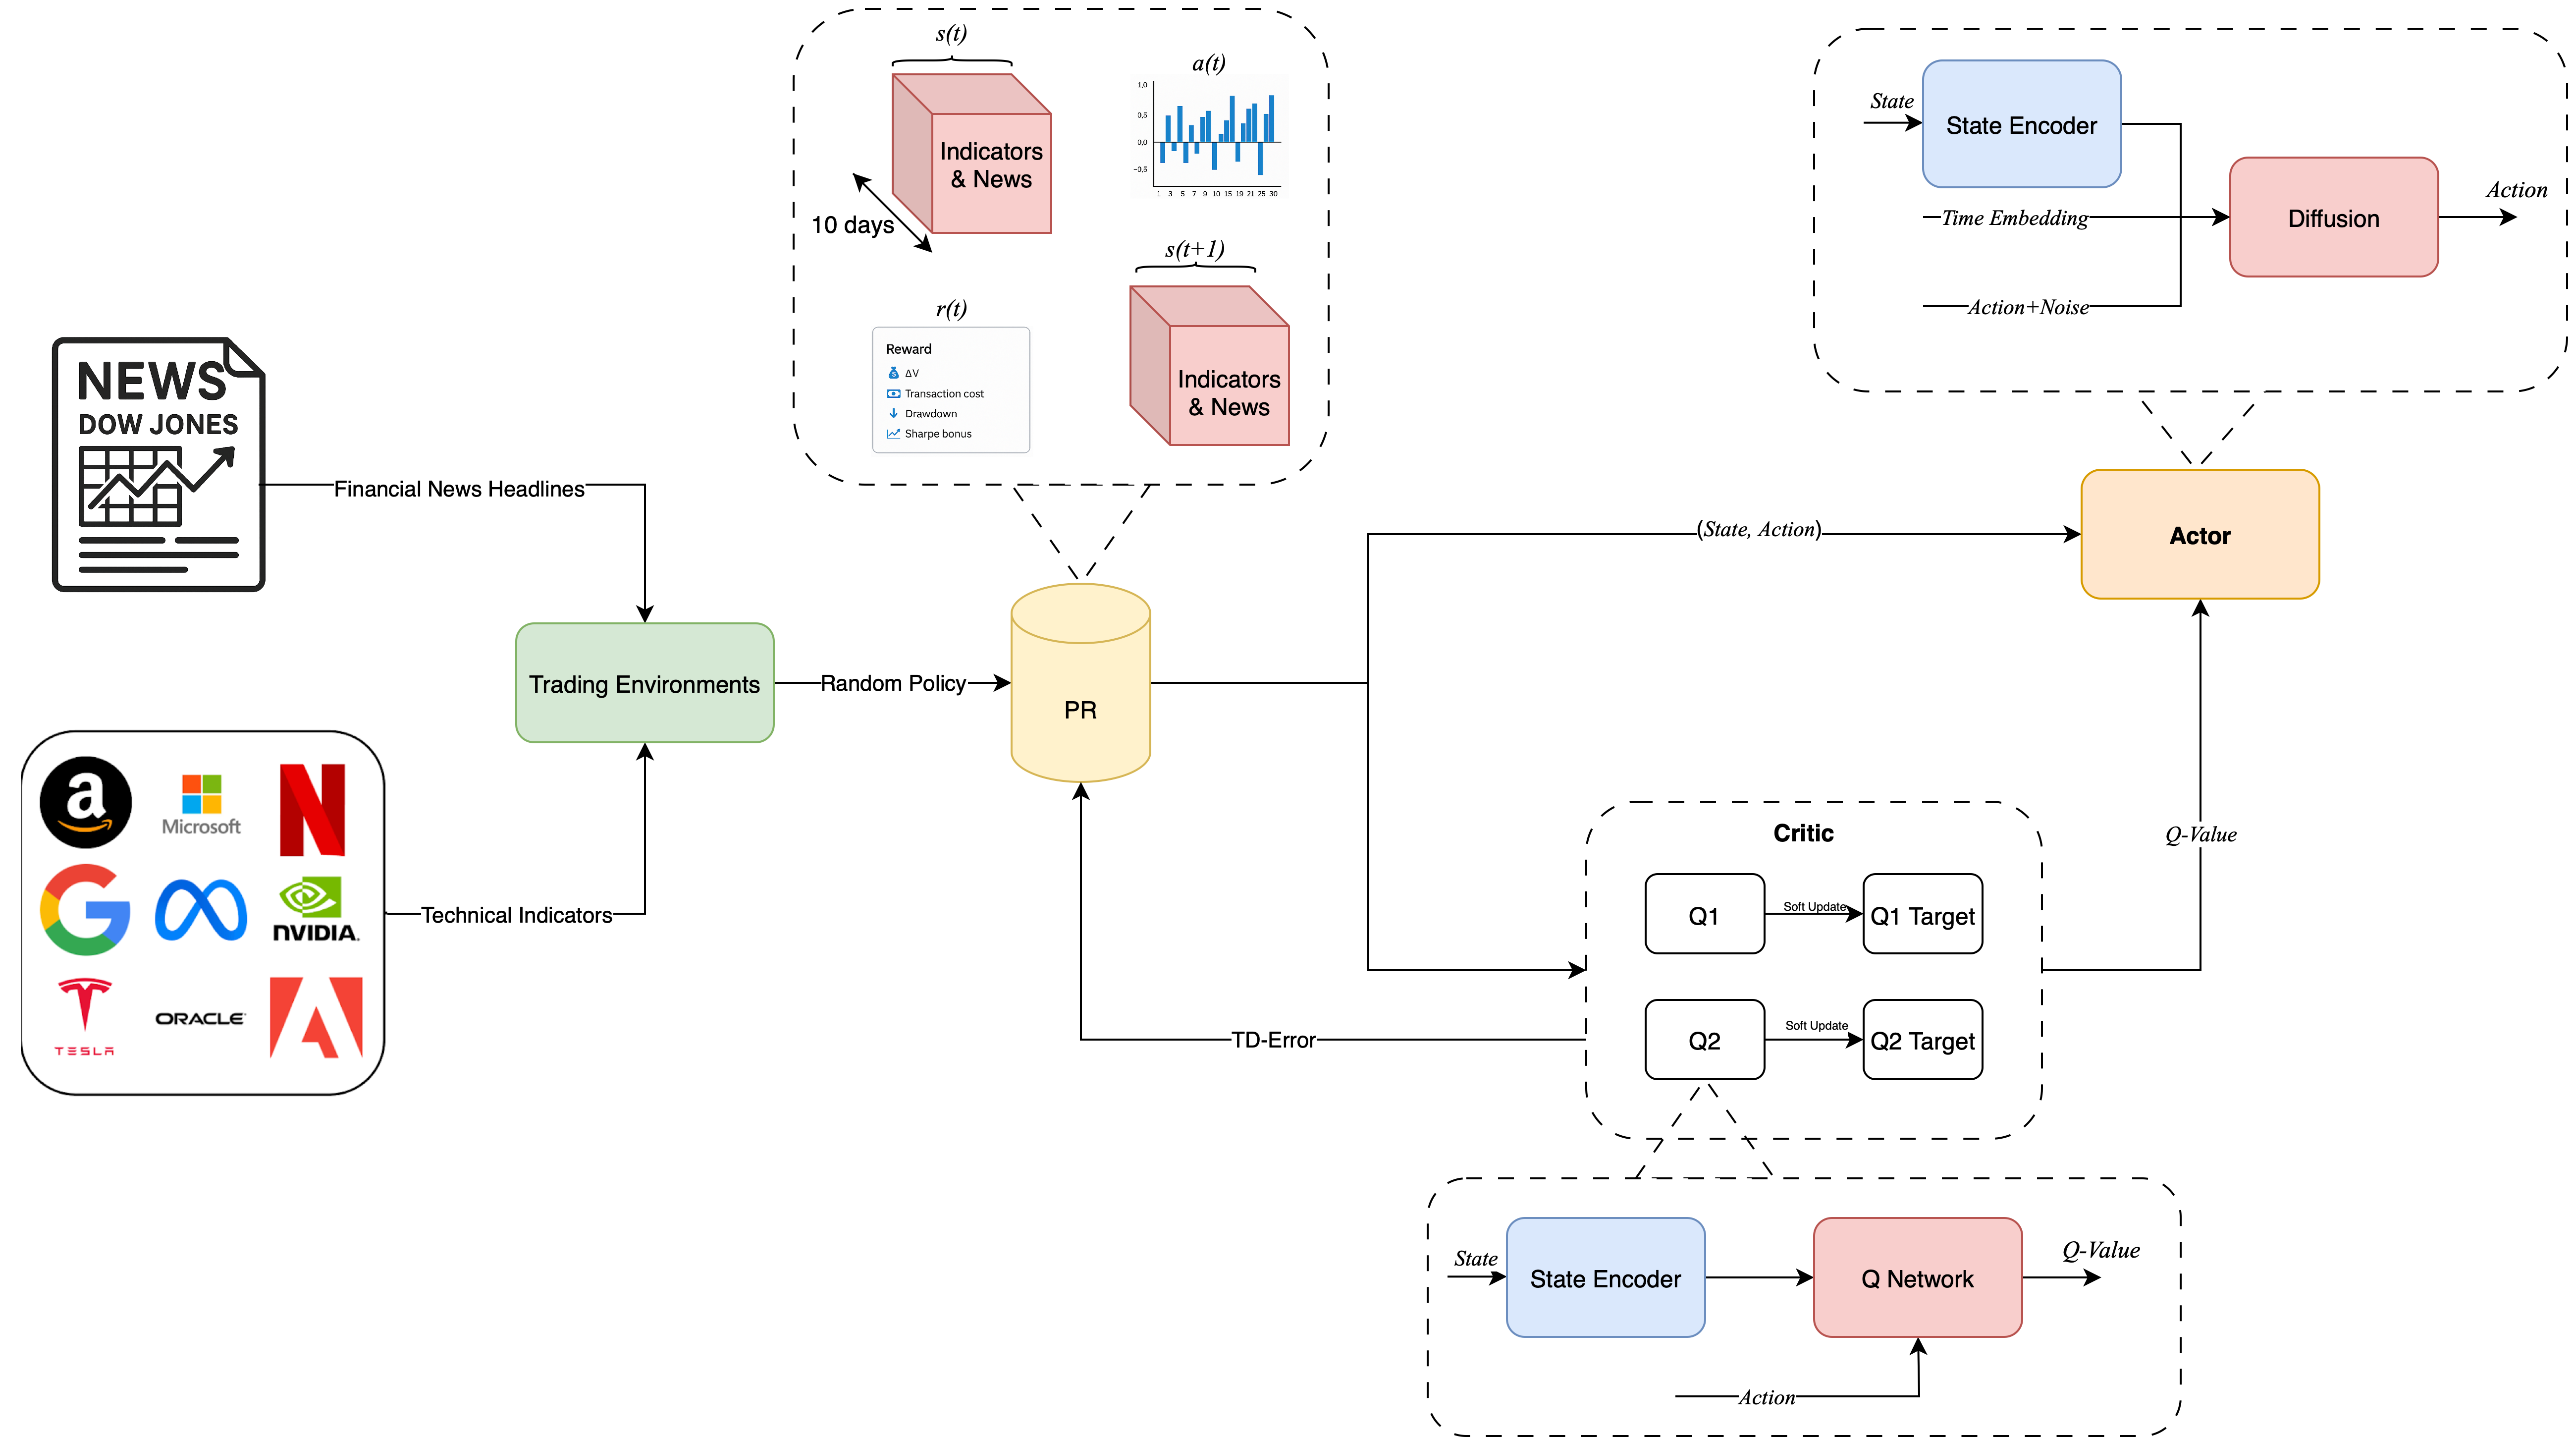 s(t)
Indicators
& News
10 days
a(t)
1,0
0,5
0,0
−0,5
1 3 5 7 9 10 15 19 21 25 30
r(t)
Reward
ΔV
Transaction cost
Drawdown
Sharpe bonus
s(t+1)
Indicators
& News
State
State Encoder
Time Embedding
Action+Noise
Diffusion
Action
NEWS
DOW JONES
Financial News Headlines
Trading Environments
Random Policy
PR
(State, Action)
Actor
a
Microsoft
N
G
NVIDIA.
TESLA
ORACLE
Technical Indicators
TD-Error
Critic
Q1
Soft Update
Q1 Target
Q2
Soft Update
Q2 Target
Q-Value
State
State Encoder
Q Network
Q-Value
Action